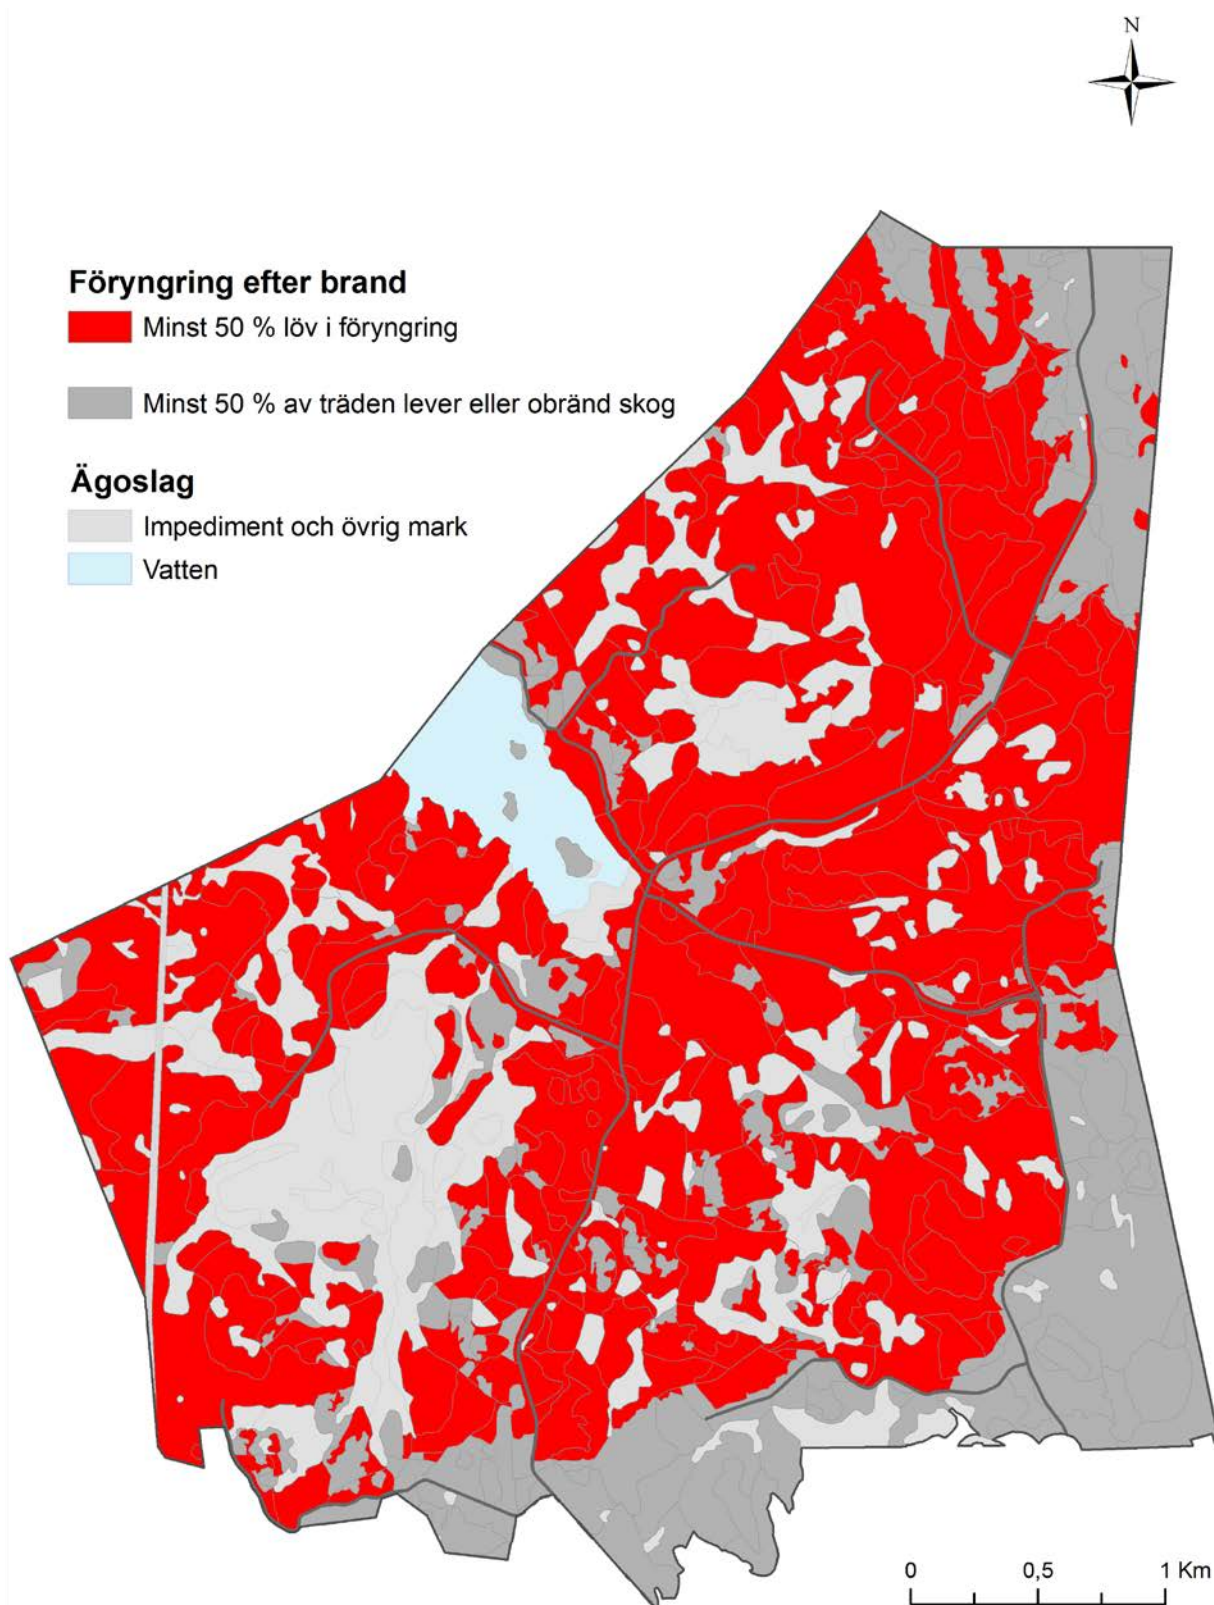 N
Föryngring efter brand
Minst 50 % löv i föryngring
Minst 50 % av träden lever eller obränd skog
Ägoslag
Impediment och övrig mark
Vatten
0 0,5 1 Km